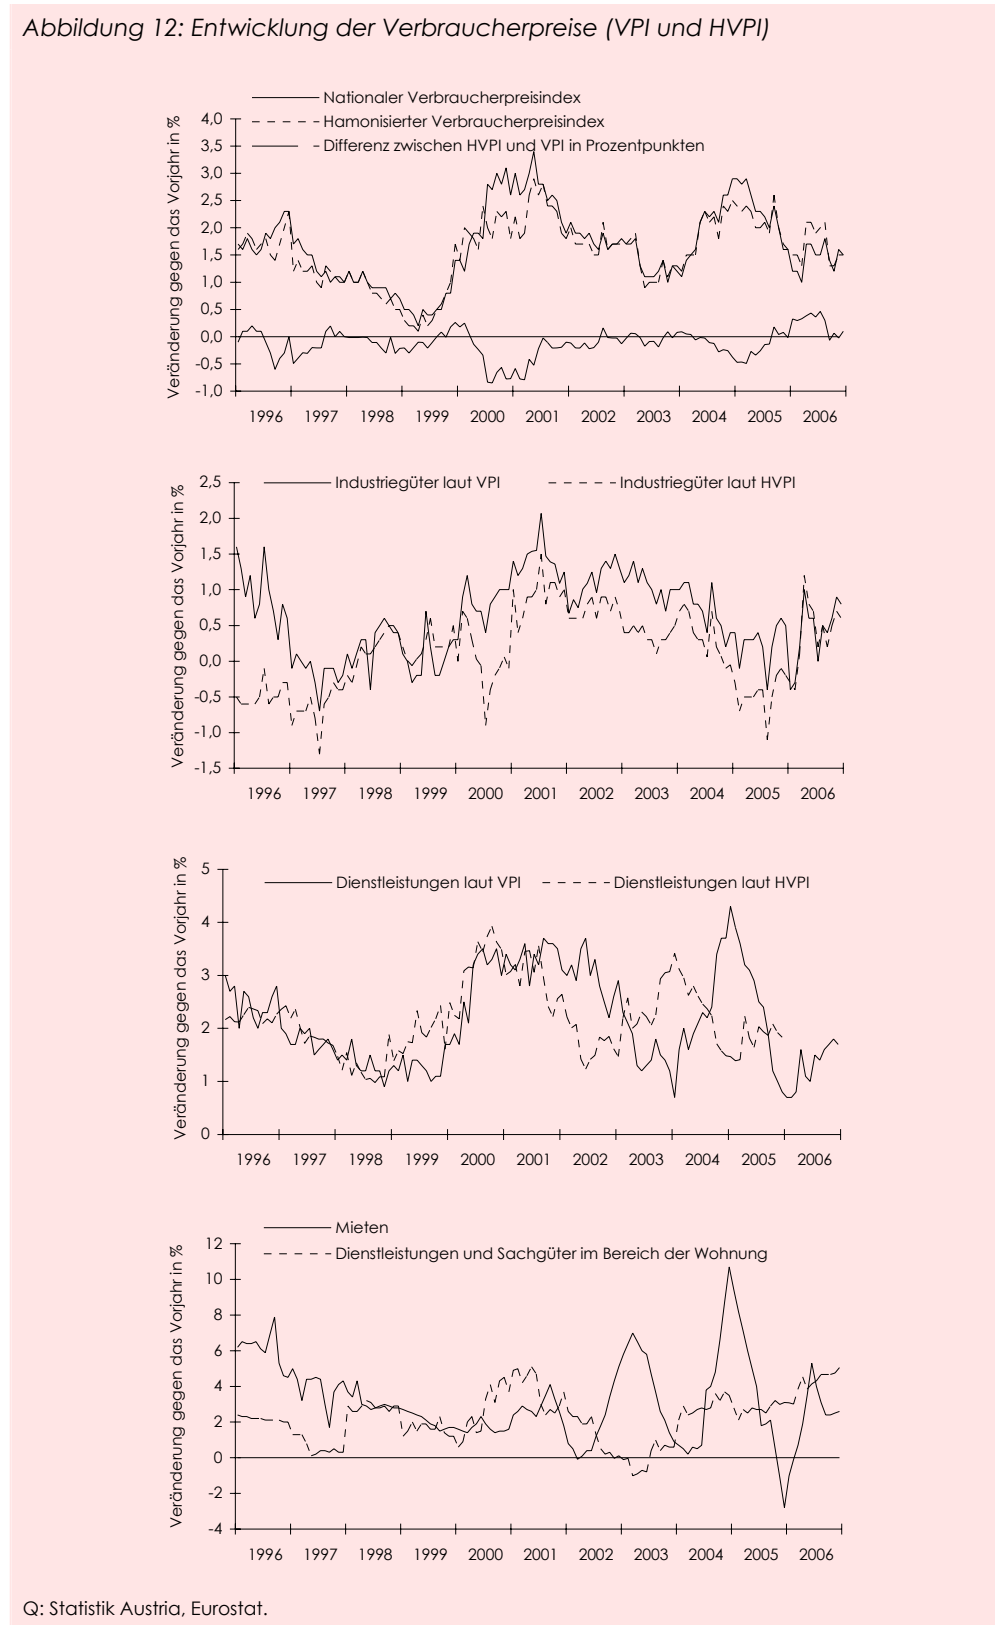 Abbildung 12: Entwicklung der Verbraucherpreise (VPI und HVPI)
Nationaler Verbraucherpreisindex
Hamonisierter Verbraucherpreisindex
Differenz zwischen HVPI und VPI in Prozentpunkten
Veränderung gegen das Vorjahr in %
4,0
3,5
3,0
2,5
2,0
1,5
1,0
0,5
0,0
-0,5
-1,0
1996 1997 1998 1999 2000 2001 2002 2003 2004 2005 2006
Industriegüter laut VPI Industriegüter laut HVPI
Veränderung gegen das Vorjahr in %
2,5
2,0
1,5
1,0
0,5
0,0
-0,5
-1,0
-1,5
1996 1997 1998 1999 2000 2001 2002 2003 2004 2005 2006
Dienstleistungen laut VPI Dienstleistungen laut HVPI
Veränderung gegen das Vorjahr in %
5
4
3
2
1
0
1996 1997 1998 1999 2000 2001 2002 2003 2004 2005 2006
Mieten
Dienstleistungen und Sachgüter im Bereich der Wohnung
Veränderung gegen das Vorjahr in %
12
10
8
6
4
2
0
-2
-4
1996 1997 1998 1999 2000 2001 2002 2003 2004 2005 2006
Q: Statistik Austria, Eurostat.